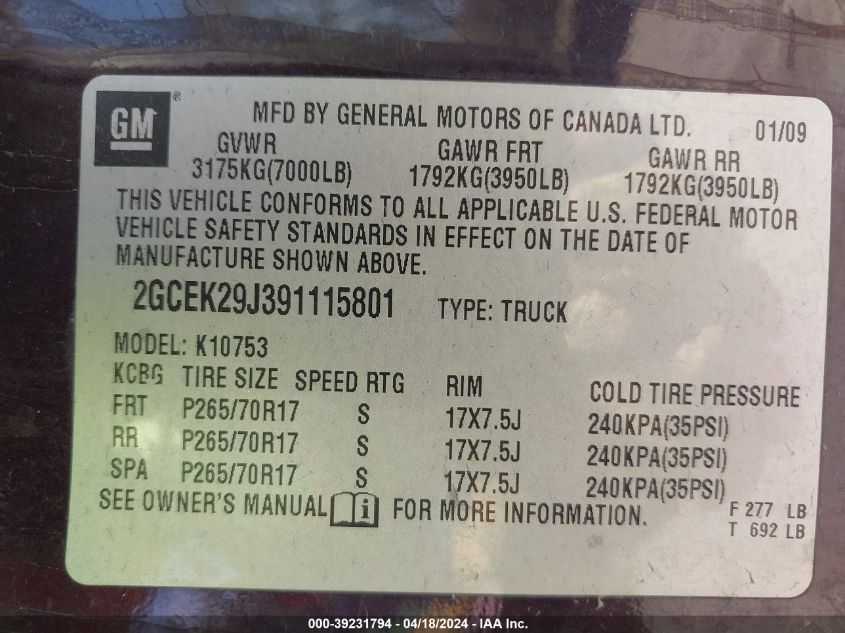 GM®
MFD BY GENERAL MOTORS OF CANADA LTD. 01/09
GVWR GAWR FRT GAWR RR
3175KG(7000LB) 1792KG(3950LB) 1792KG(3950LB)
THIS VEHICLE CONFORMS TO ALL APPLICABLE U.S. FEDERAL MOTOR
VEHICLE SAFETY STANDARDS IN EFFECT ON THE DATE OF
MANUFACTURE SHOWN ABOVE.
2GCEK29J391115801 TYPE: TRUCK
MODEL: K10753
KCBG TIRE SIZE SPEED RTG RIM COLD TIRE PRESSURE
FRT P265/70R17 S 17X7.5J 240KPA(35PSI)
RR P265/70R17 S 17X7.5J 240KPA(35PSI)
SPA P265/70R17 S 17X7.5J 240KPA(35PSI)
SEE OWNER'S MANUAL i FOR MORE INFORMATION.
F 277 LB
T 692 LB
000-39231794 - 04/18/2024 - IAA Inc.